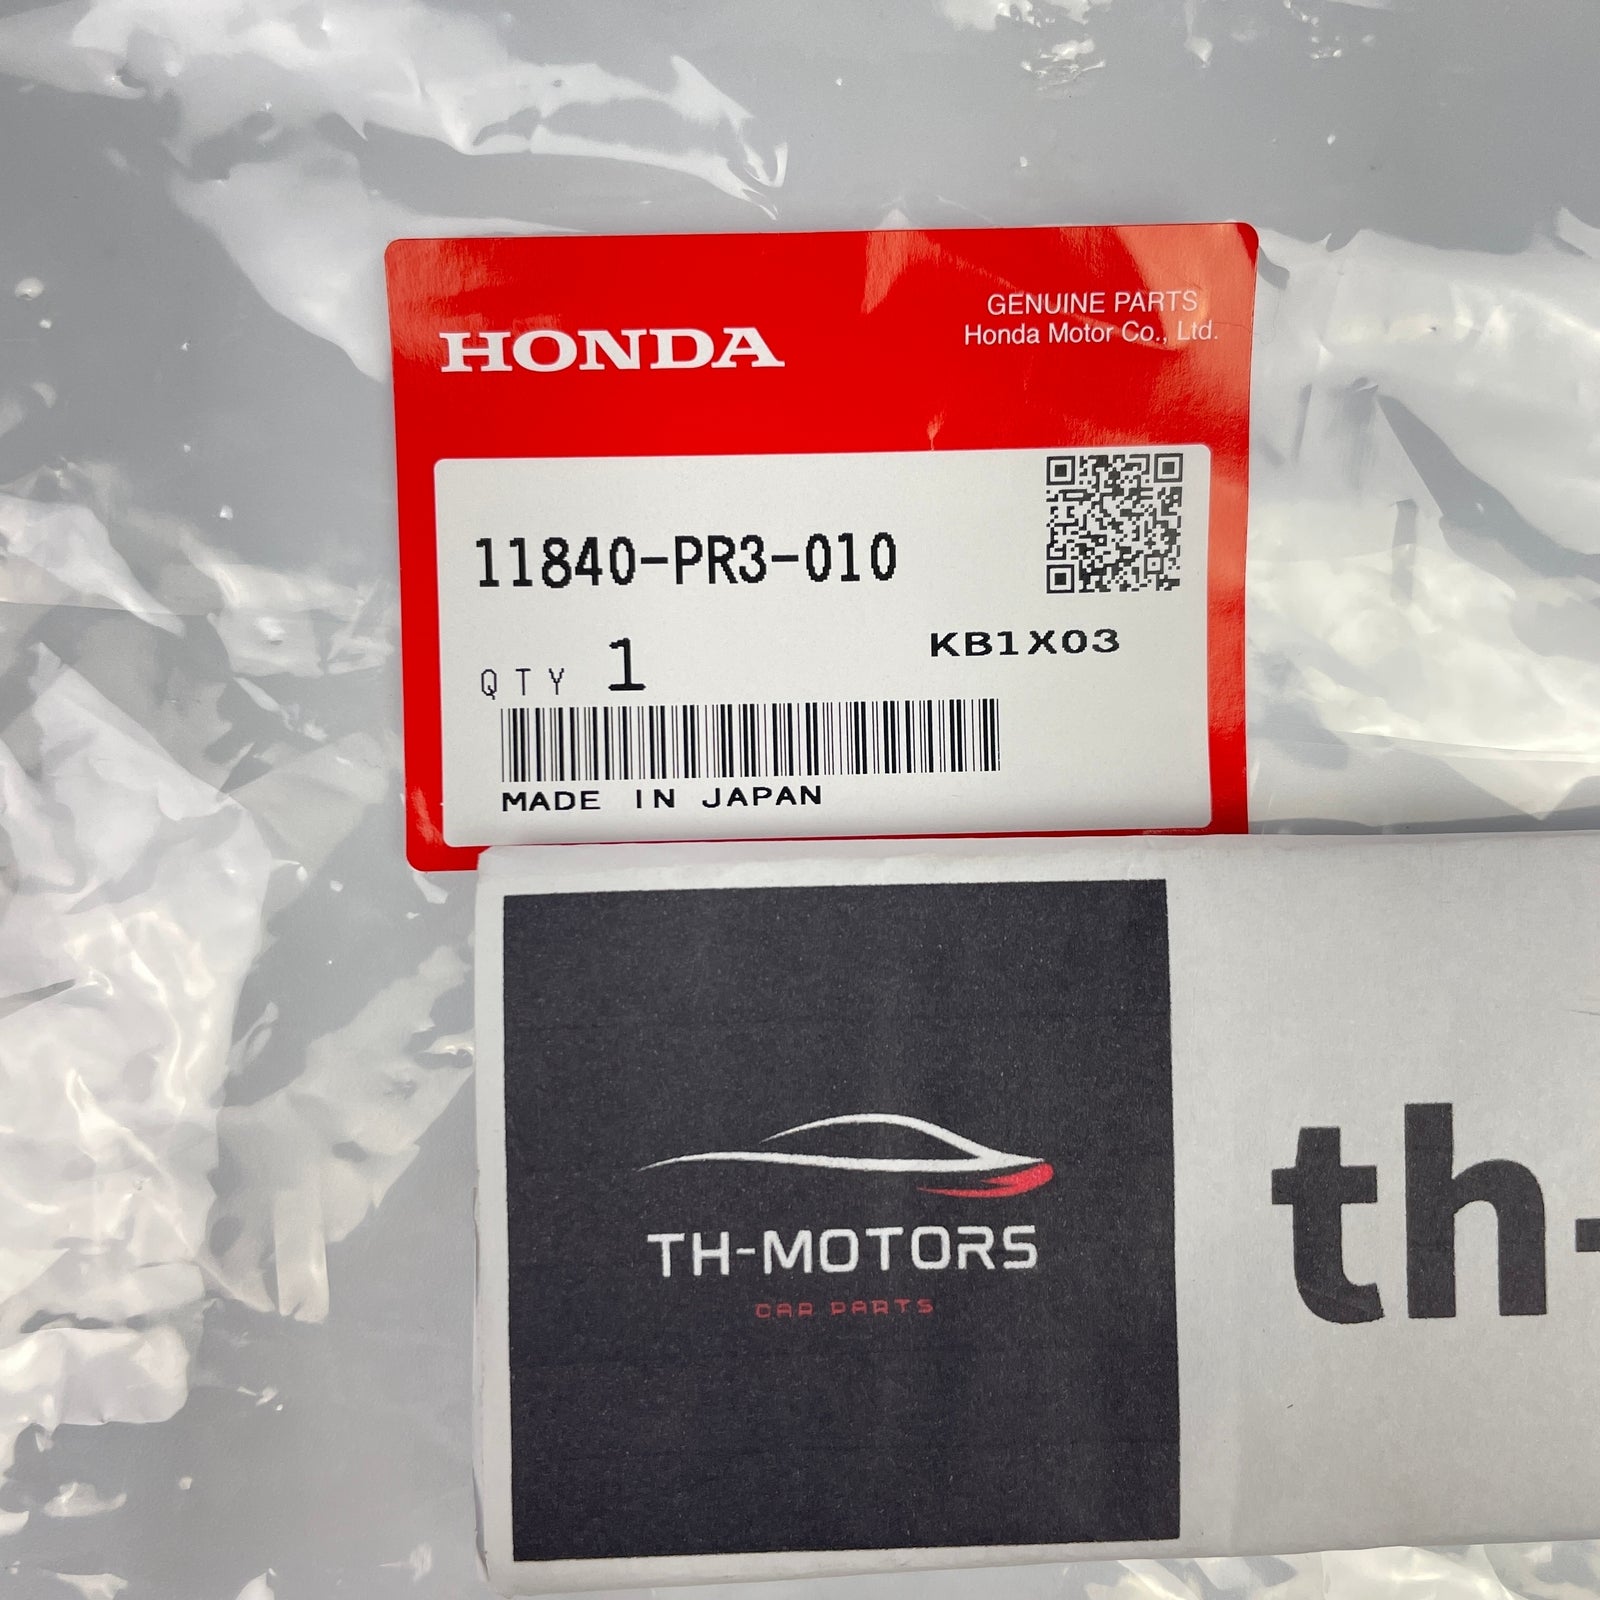 HONDA
GENUINE PARTS
Honda Motor Co., Ltd.
11840-PR3-010
QTY 1
KB1X03
MADE IN JAPAN
TH-MOTORS
CAR PARTS
th-